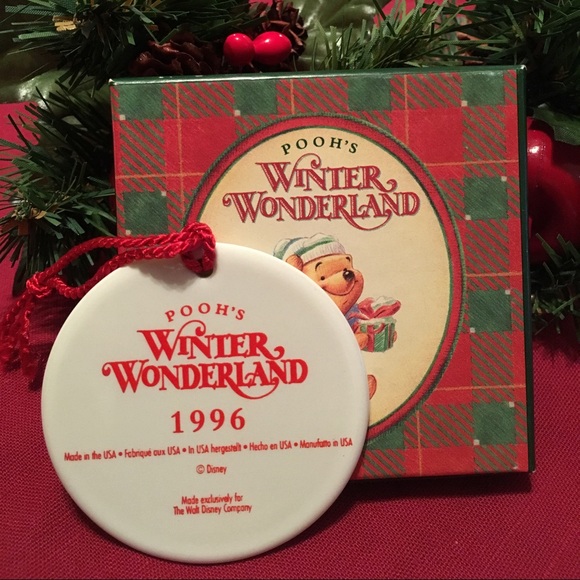 POOH'S
WINTER
WONDERLAND
POOH'S
WINTER
WONDERLAND
1996
Made in the USA • Fabriqué aux USA • In USA hergestellt • Hecho en USA • Manufatto in USA
© Disney
Made exclusively for
The Walt Disney Company